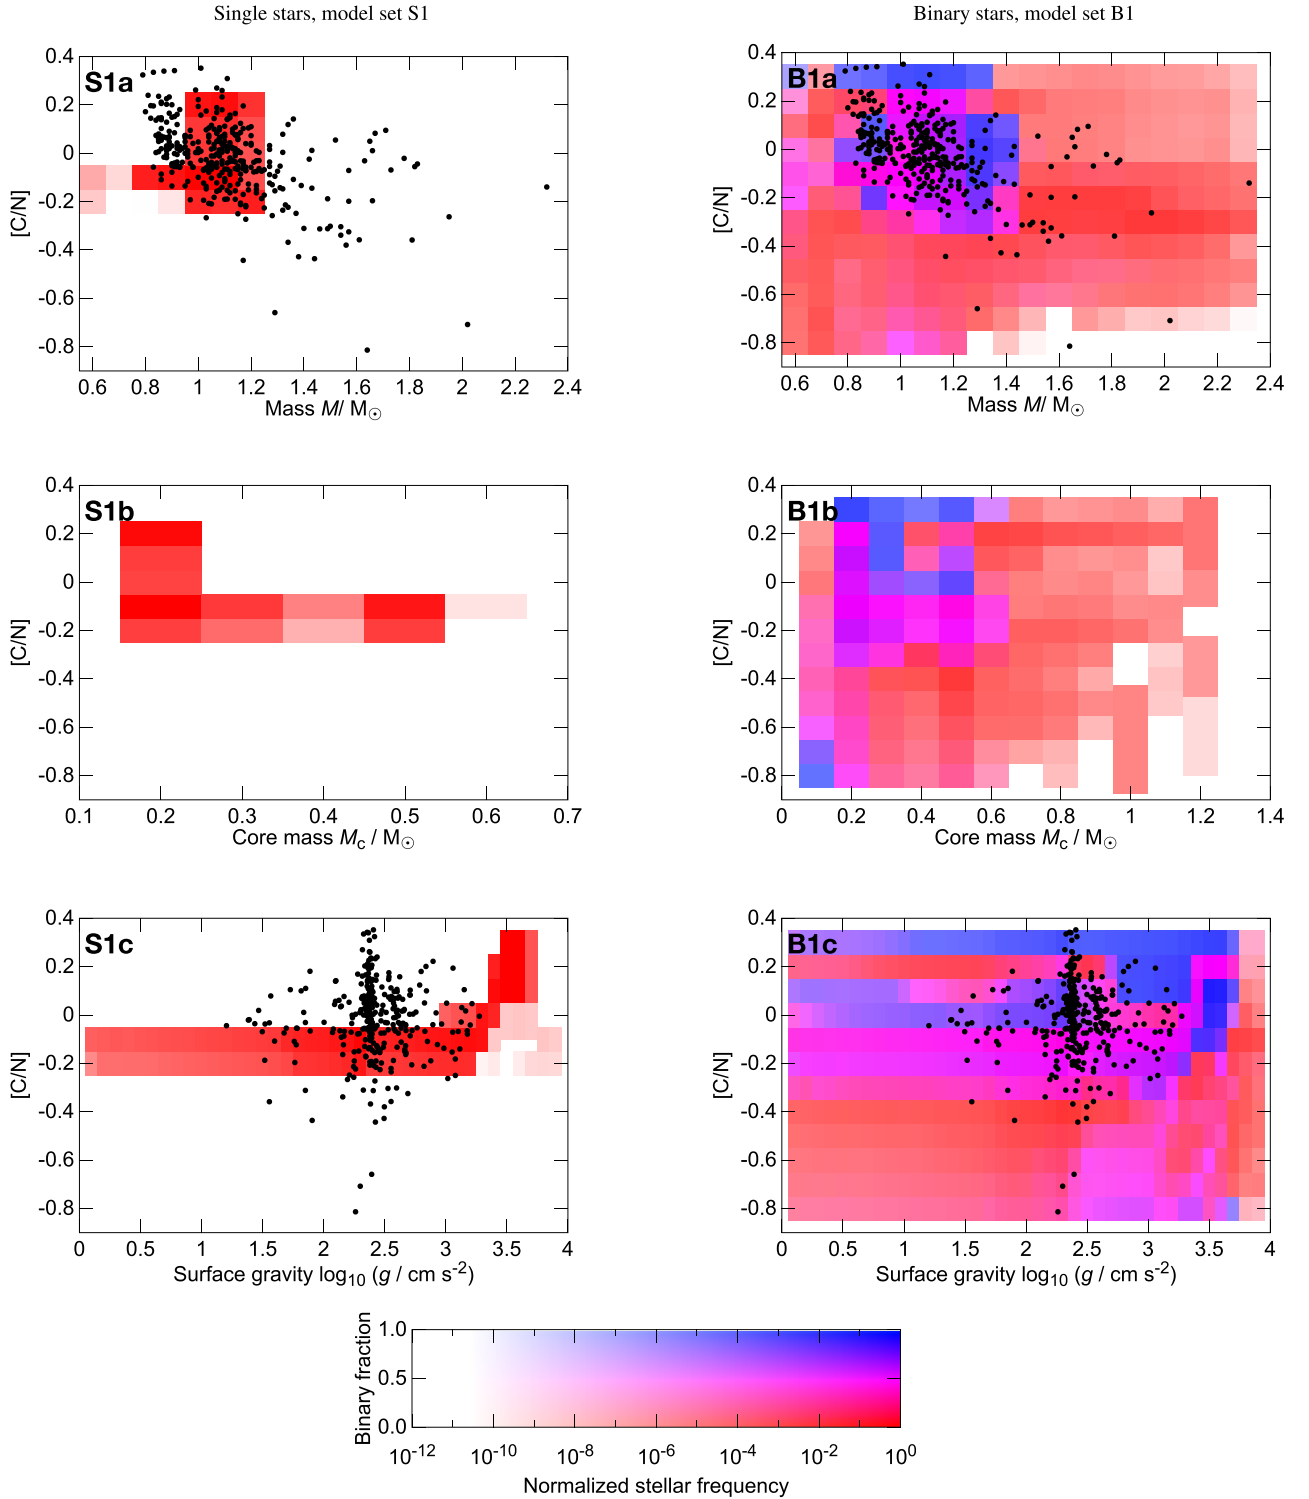 Single stars, model set S1
Binary stars, model set B1
S1a
[C/N]
0.4
0.2
0
-0.2
-0.4
-0.6
-0.8
0.6 0.8 1 1.2 1.4 1.6 1.8 2 2.2 2.4
Mass M/ M☉
B1a
[C/N]
0.4
0.2
0
-0.2
-0.4
-0.6
-0.8
0.6 0.8 1 1.2 1.4 1.6 1.8 2 2.2 2.4
Mass M/ M☉
S1b
[C/N]
0.4
0.2
0
-0.2
-0.4
-0.6
-0.8
0.1 0.2 0.3 0.4 0.5 0.6 0.7
Core mass Mc / M☉
B1b
[C/N]
0.4
0.2
0
-0.2
-0.4
-0.6
-0.8
0 0.2 0.4 0.6 0.8 1 1.2 1.4
Core mass Mc / M☉
S1c
[C/N]
0.4
0.2
0
-0.2
-0.4
-0.6
-0.8
0 0.5 1 1.5 2 2.5 3 3.5 4
Surface gravity log10 (g / cm s-2)
B1c
[C/N]
0.4
0.2
0
-0.2
-0.4
-0.6
-0.8
0 0.5 1 1.5 2 2.5 3 3.5 4
Surface gravity log10 (g / cm s-2)
Binary fraction
1.0
0.5
0.0
10-12 10-10 10-8 10-6 10-4 10-2 100
Normalized stellar frequency